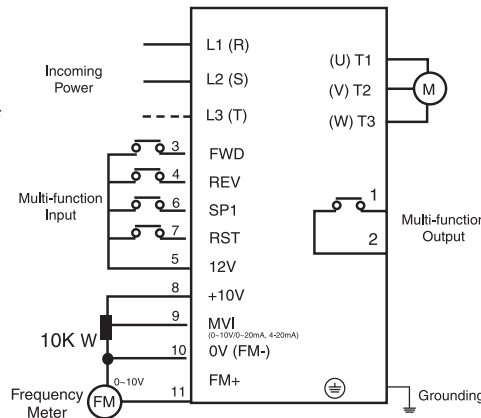 L1 (R)
Incoming
Power
L2 (S)
L3 (T)
(U) T1
(V) T2
(W) T3
M
3 FWD
4 REV
Multi-function
Input
6 SP1
7 RST
5 12V
1
2
Multi-function
Output
8 +10V
9 MVI
(0~10V/0~20mA, 4-20mA)
10K W
10 0V (FM-)
0~10V
Frequency
Meter
FM
11 FM+
Grounding